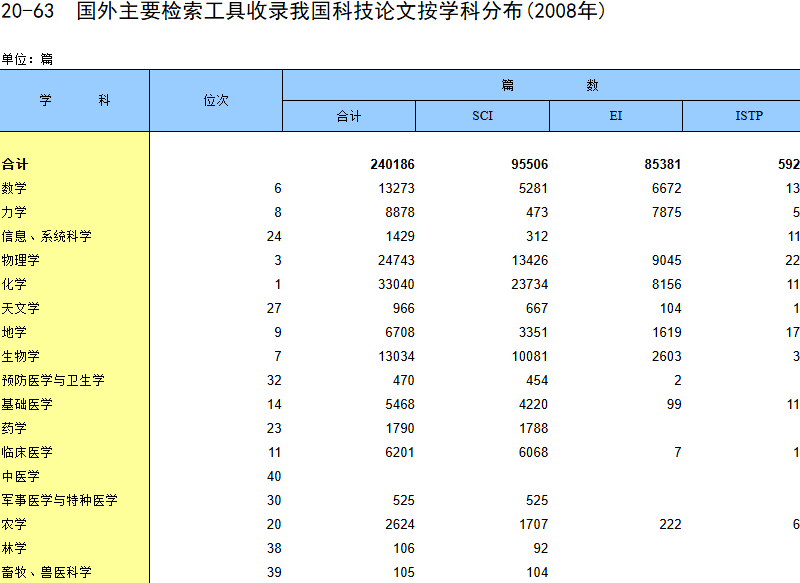 20-63 国外主要检索工具收录我国科技论文按学科分布(2008年)
单位：篇
学 科 位次 篇 数
合计 SCI EI ISTP
合计 240186 95506 85381 592
数学 6 13273 5281 6672 13
力学 8 8878 473 7875 5
信息、系统科学 24 1429 312 11
物理学 3 24743 13426 9045 22
化学 1 33040 23734 8156 11
天文学 27 966 667 104 1
地学 9 6708 3351 1619 17
生物学 7 13034 10081 2603 3
预防医学与卫生学 32 470 454 2
基础医学 14 5468 4220 99 11
药学 23 1790 1788
临床医学 11 6201 6068 7 1
中医学 40
军事医学与特种医学 30 525 525
农学 20 2624 1707 222 6
林学 38 106 92
畜牧、兽医科学 39 105 104